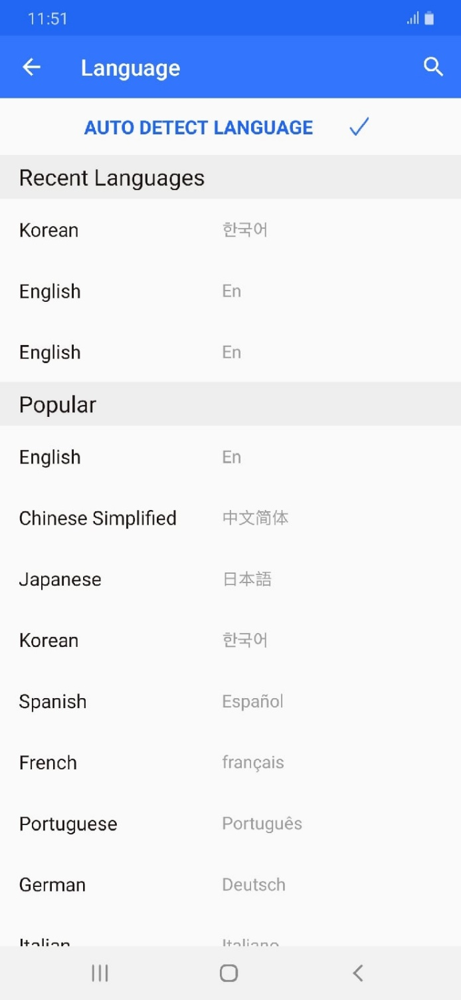 11:51
Language
AUTO DETECT LANGUAGE
Recent Languages
Korean 한국어
English En
English En
Popular
English En
Chinese Simplified 中文简体
Japanese 日本語
Korean 한국어
Spanish Español
French français
Portuguese Português
German Deutsch
Italian Italiano